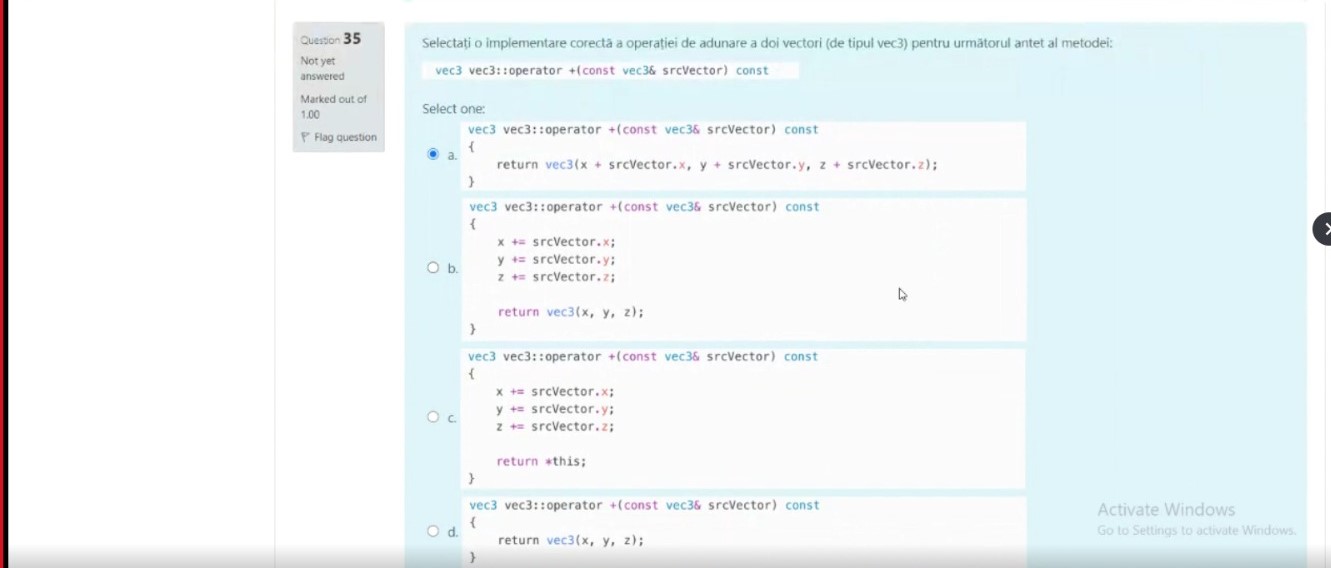 Question 35
Not yet
answered
Marked out of
1.00
Flag question
Selectați o implementare corectă a operației de adunare a doi vectori (de tipul vec3) pentru următorul antet al metodei:
vec3 vec3::operator +(const vec3& srcVector) const
Select one:
a.
vec3 vec3::operator +(const vec3& srcVector) const
{
return vec3(x + srcVector.x, y + srcVector.y, z + srcVector.z);
}
b.
vec3 vec3::operator +(const vec3& srcVector) const
{
x += srcVector.x;
y += srcVector.y;
z += srcVector.z;
return vec3(x, y, z);
}
c.
vec3 vec3::operator +(const vec3& srcVector) const
{
x += srcVector.x;
y += srcVector.y;
z += srcVector.z;
return *this;
}
d.
vec3 vec3::operator +(const vec3& srcVector) const
{
return vec3(x, y, z);
}
Activate Windows
Go to Settings to activate Windows.